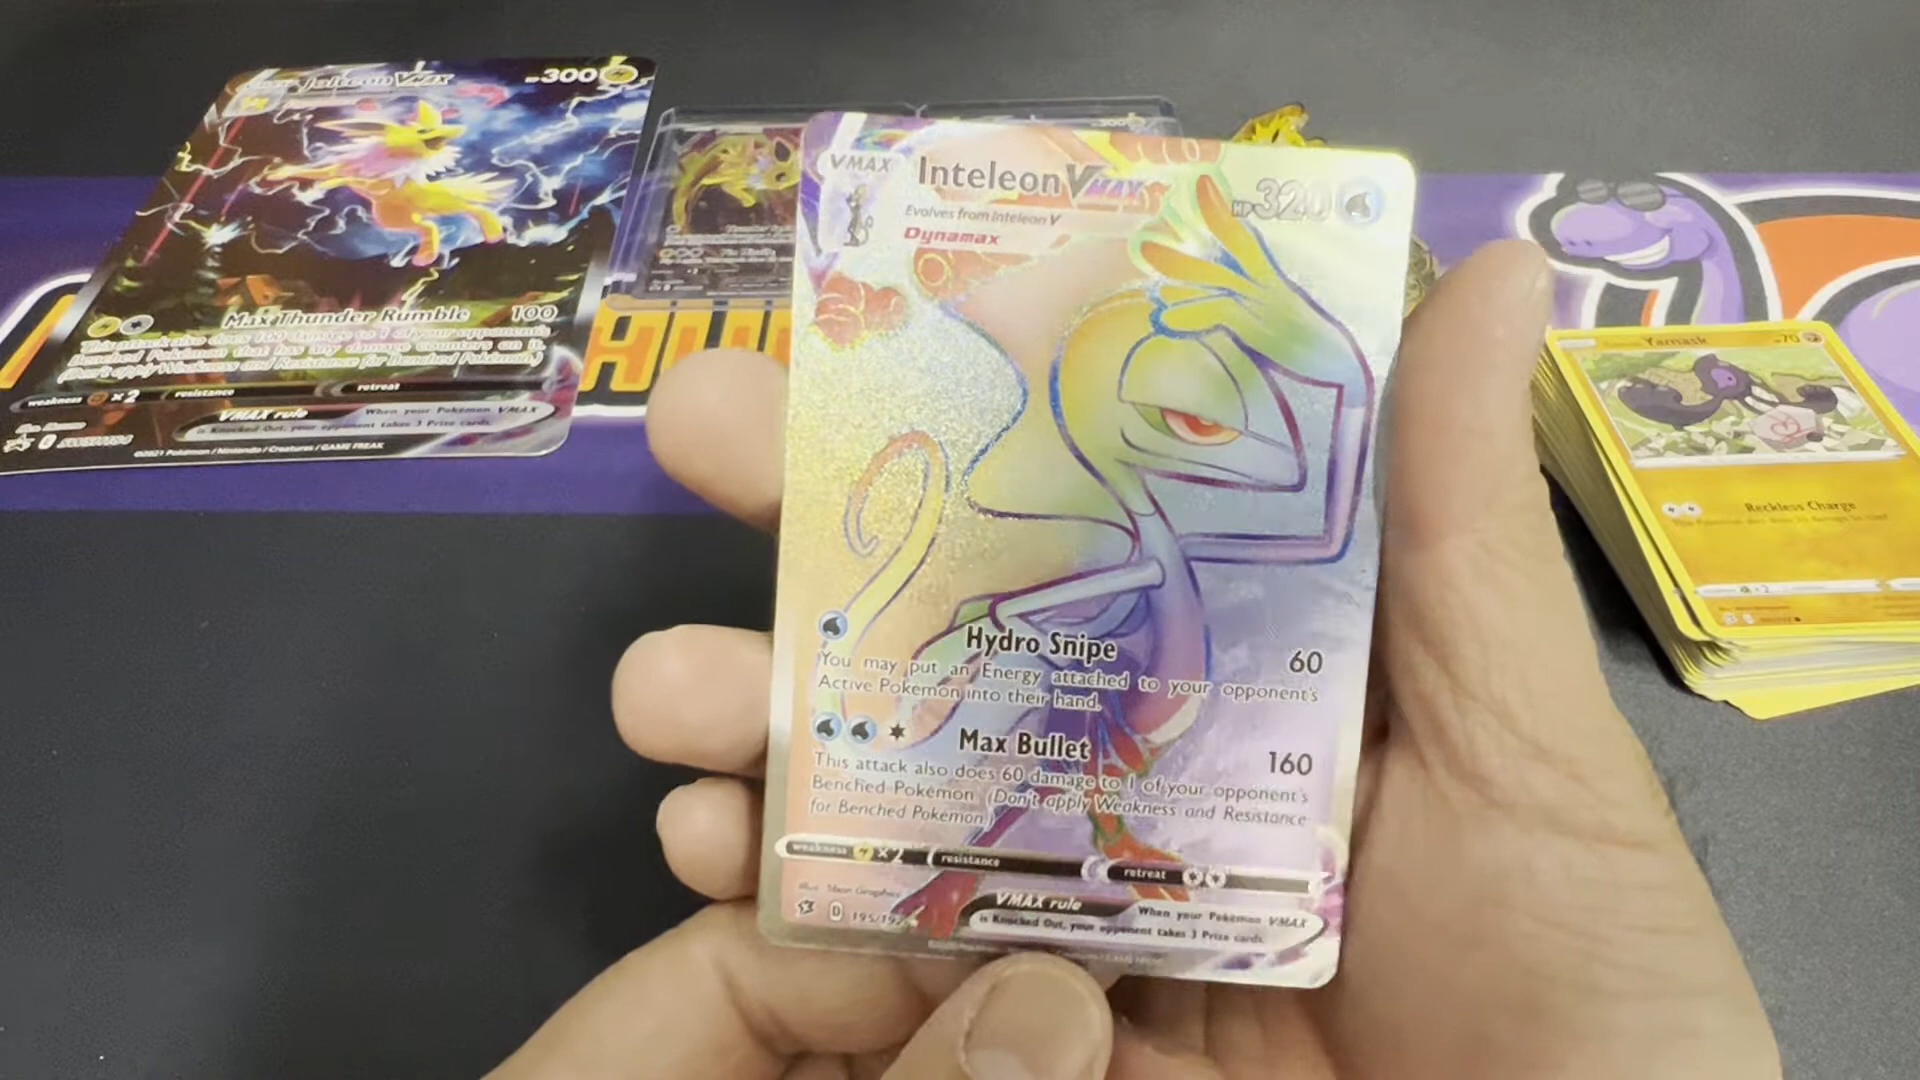 Jolteon VMAX
300
Max Thunder Rumble 100
This attack also does 100 damage to 1 of your opponent's
Benched Pokémon that has any damage counters on it.
(Don't apply Weakness and Resistance for Benched Pokémon.)
weakness ×2 resistance retreat
VMAX rule When your Pokémon VMAX
is Knocked Out, your opponent takes 3 Prize cards.
©2021 Pokémon / Nintendo / Creatures / GAME FREAK
VMAX Inteleon VMAX HP 320
Evolves from Inteleon V
Dynamax
Hydro Snipe 60
You may put an Energy attached to your opponent's
Active Pokémon into their hand.
Max Bullet 160
This attack also does 60 damage to 1 of your opponent's
Benched Pokémon. (Don't apply Weakness and Resistance
for Benched Pokémon.)
weakness ×2 resistance retreat
VMAX rule When your Pokémon VMAX
is Knocked Out, your opponent takes 3 Prize cards.
D 195/192
Yamask 70
Reckless Charge